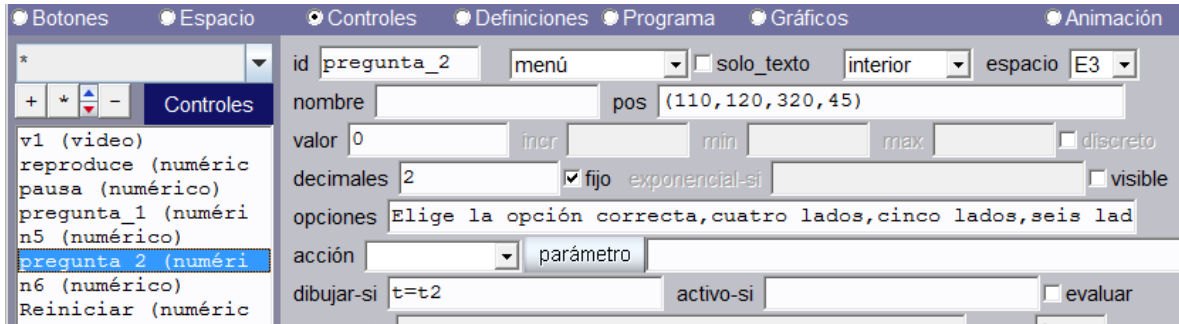 Botones Espacio Controles Definiciones Programa Gráficos Animación
*
+ * -
Controles
v1 (video)
reproduce (numéric
pausa (numérico)
pregunta_1 (numéri
n5 (numérico)
pregunta_2 (numéri
n6 (numérico)
Reiniciar (numéric
id pregunta_2 menú solo_texto interior espacio E3
nombre pos (110,120,320,45)
valor 0 incr min max discreto
decimales 2 fijo exponencial-si visible
opciones Elige la opción correcta,cuatro lados,cinco lados,seis lad
acción parámetro
dibujar-si t=t2 activo-si evaluar